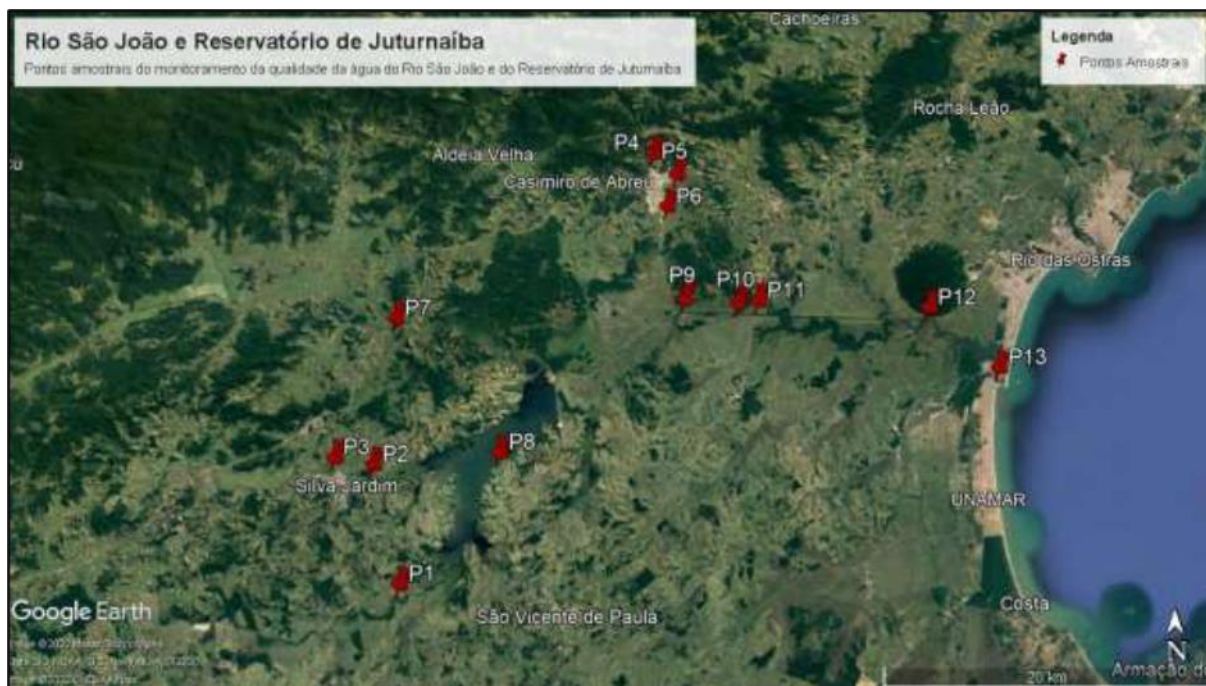 Rio São João e Reservatório de Juturnaíba
Pontos amostrais do monitoramento da qualidade da água do Rio São João e do Reservatório de Juturnaíba
Legenda
Pontos Amostrais
Cachoeiras
Rocha Leão
Aldeia Velha
P4
P5
Casimiro de Abreu
P6
Rio das Ostras
P7
P9
P10
P11
P12
P13
P3
P2
P8
Silva Jardim
UNAMAR
P1
São Vicente de Paula
Costa
Google Earth
N
Armação do
20 km